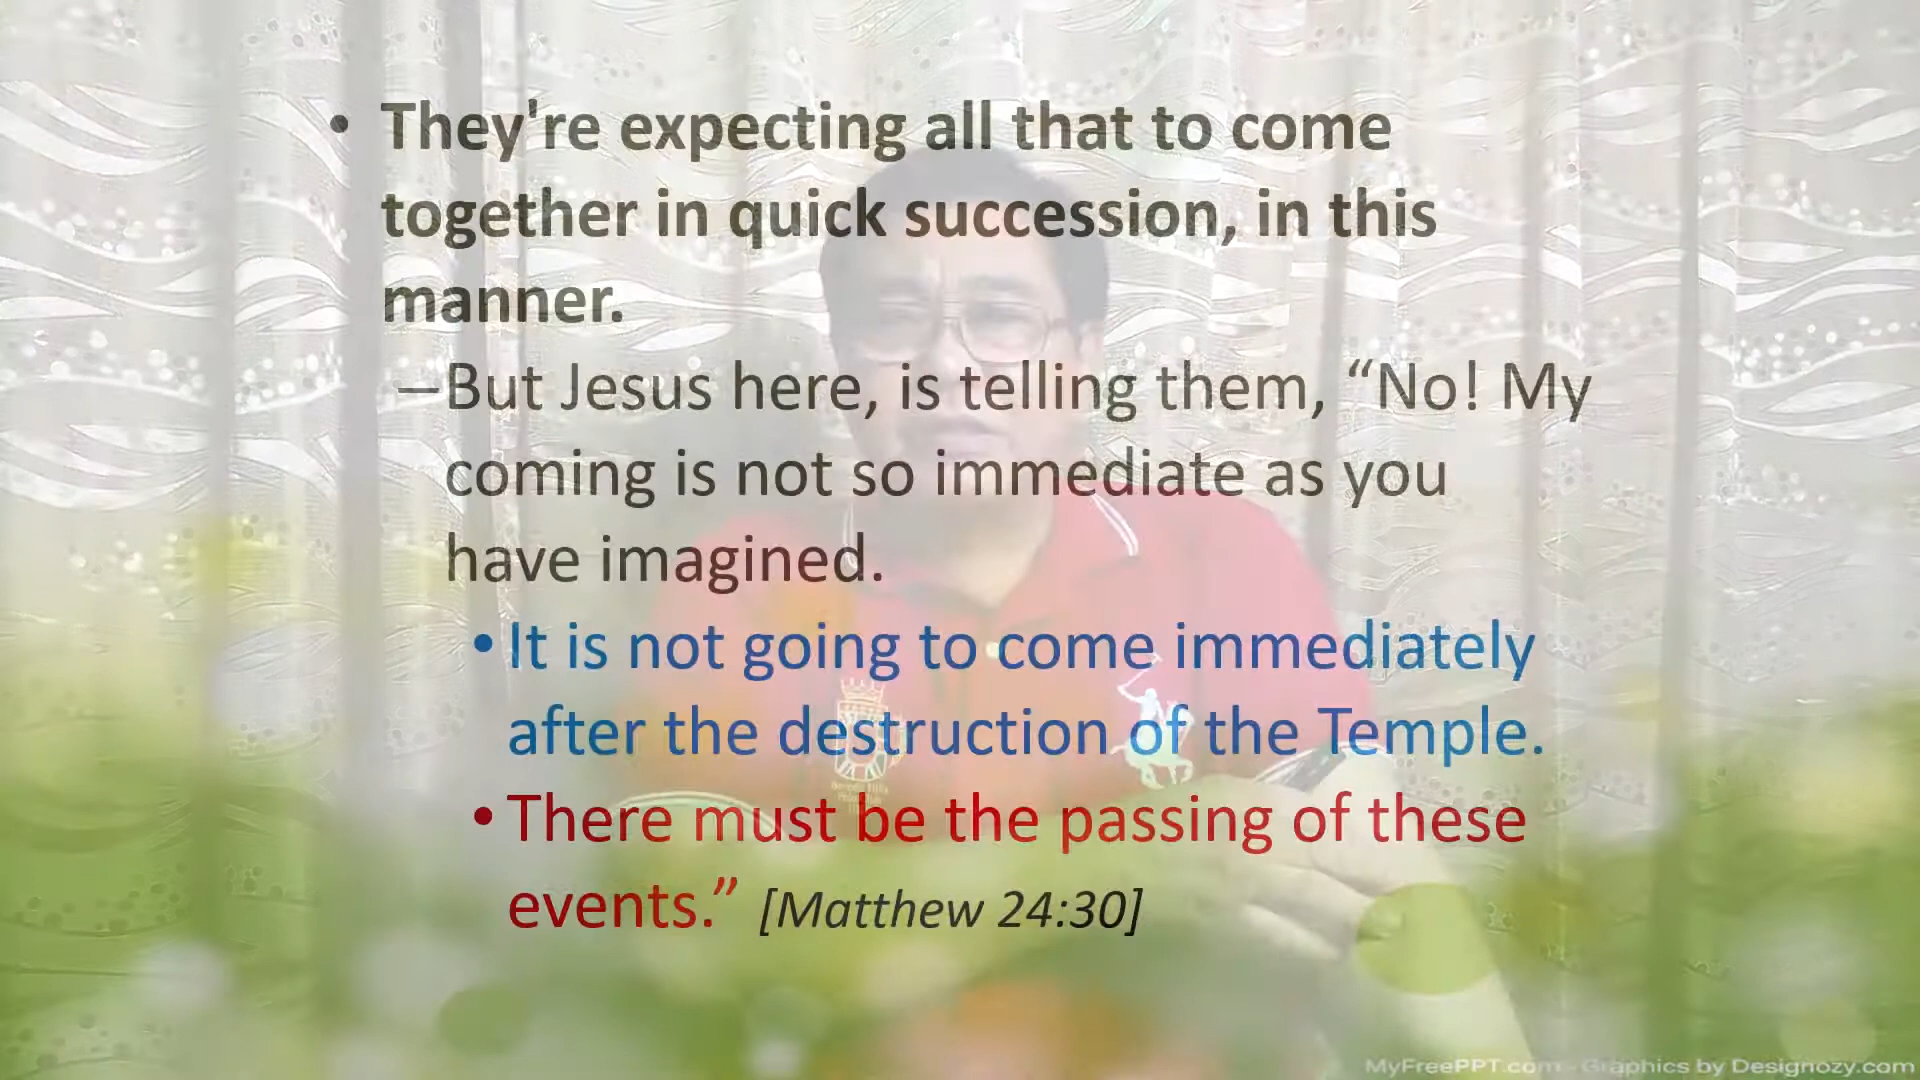 • They're expecting all that to come
together in quick succession, in this
manner.
–But Jesus here, is telling them, “No! My
coming is not so immediate as you
have imagined.
• It is not going to come immediately
after the destruction of the Temple.
• There must be the passing of these
events.” [Matthew 24:30]
MyFreePPT.com - Graphics by Designozy.com